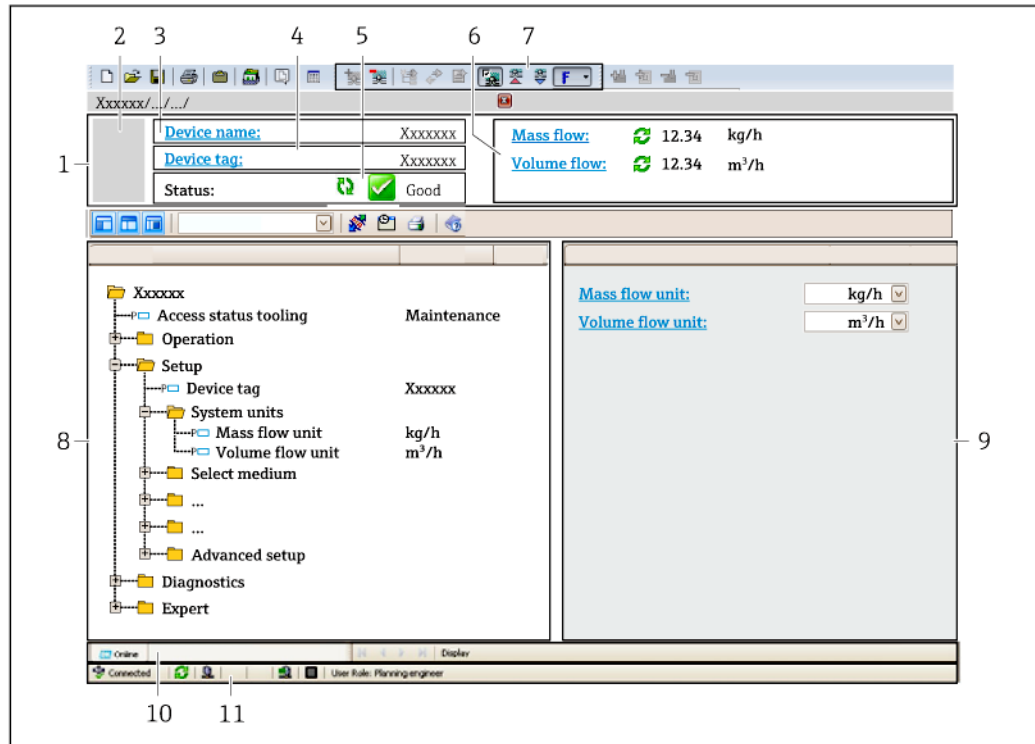 2 3 4 5 6 7
F
Xxxxxx/.../.../
1
Device name: Xxxxxxx
Device tag: Xxxxxxx
Status: Good
Mass flow: 12.34 kg/h
Volume flow: 12.34 m³/h
Xxxxxx
Access status tooling Maintenance
Operation
Setup
Device tag Xxxxxx
System units
Mass flow unit kg/h
Volume flow unit m³/h
Select medium
...
...
Advanced setup
Diagnostics
Expert
8
Mass flow unit: kg/h
Volume flow unit: m³/h
9
Online Display
Connected User Role: Planning engineer
10 11